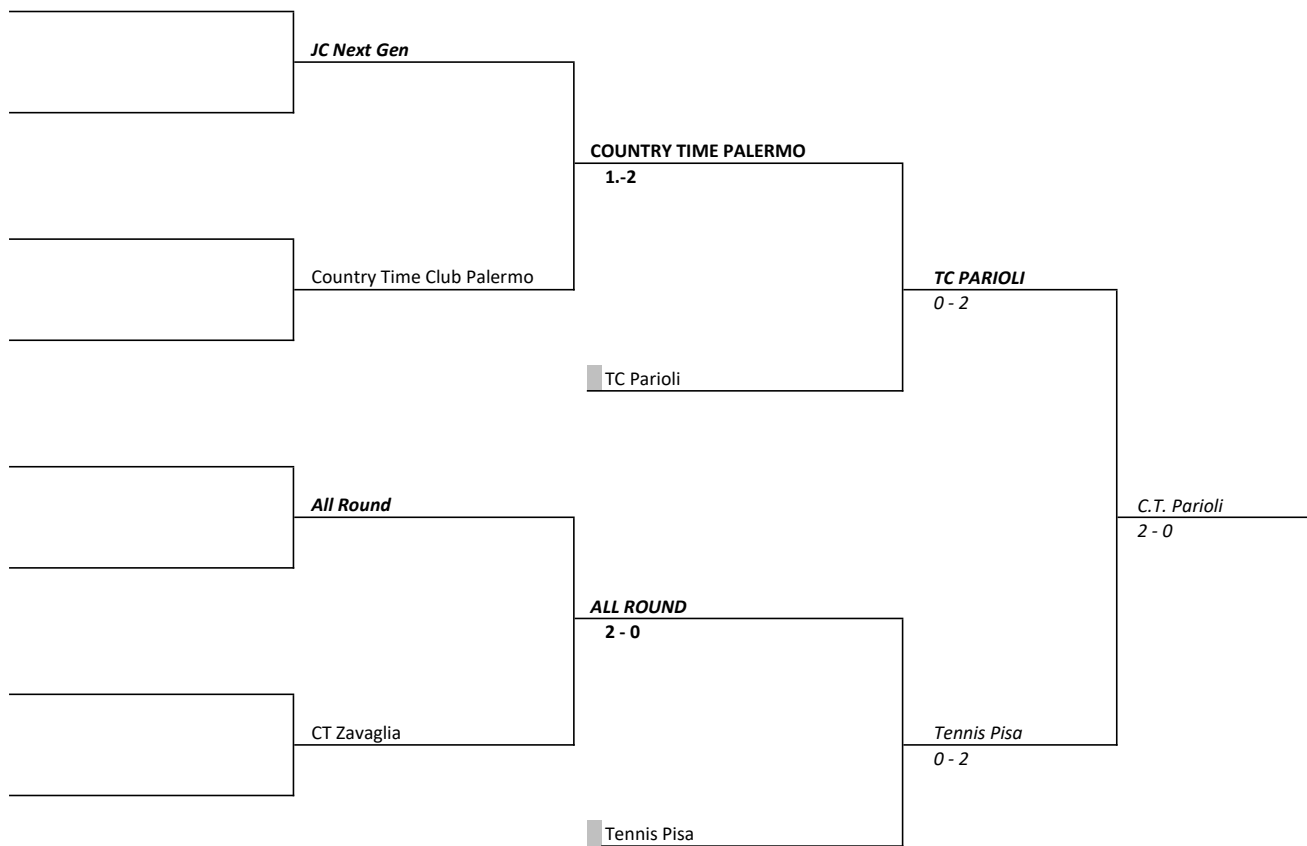 JC Next Gen
COUNTRY TIME PALERMO
1.-2
Country Time Club Palermo
TC PARIOLI
0 - 2
TC Parioli
All Round
C.T. Parioli
2 - 0
ALL ROUND
2 - 0
CT Zavaglia
Tennis Pisa
0 - 2
Tennis Pisa